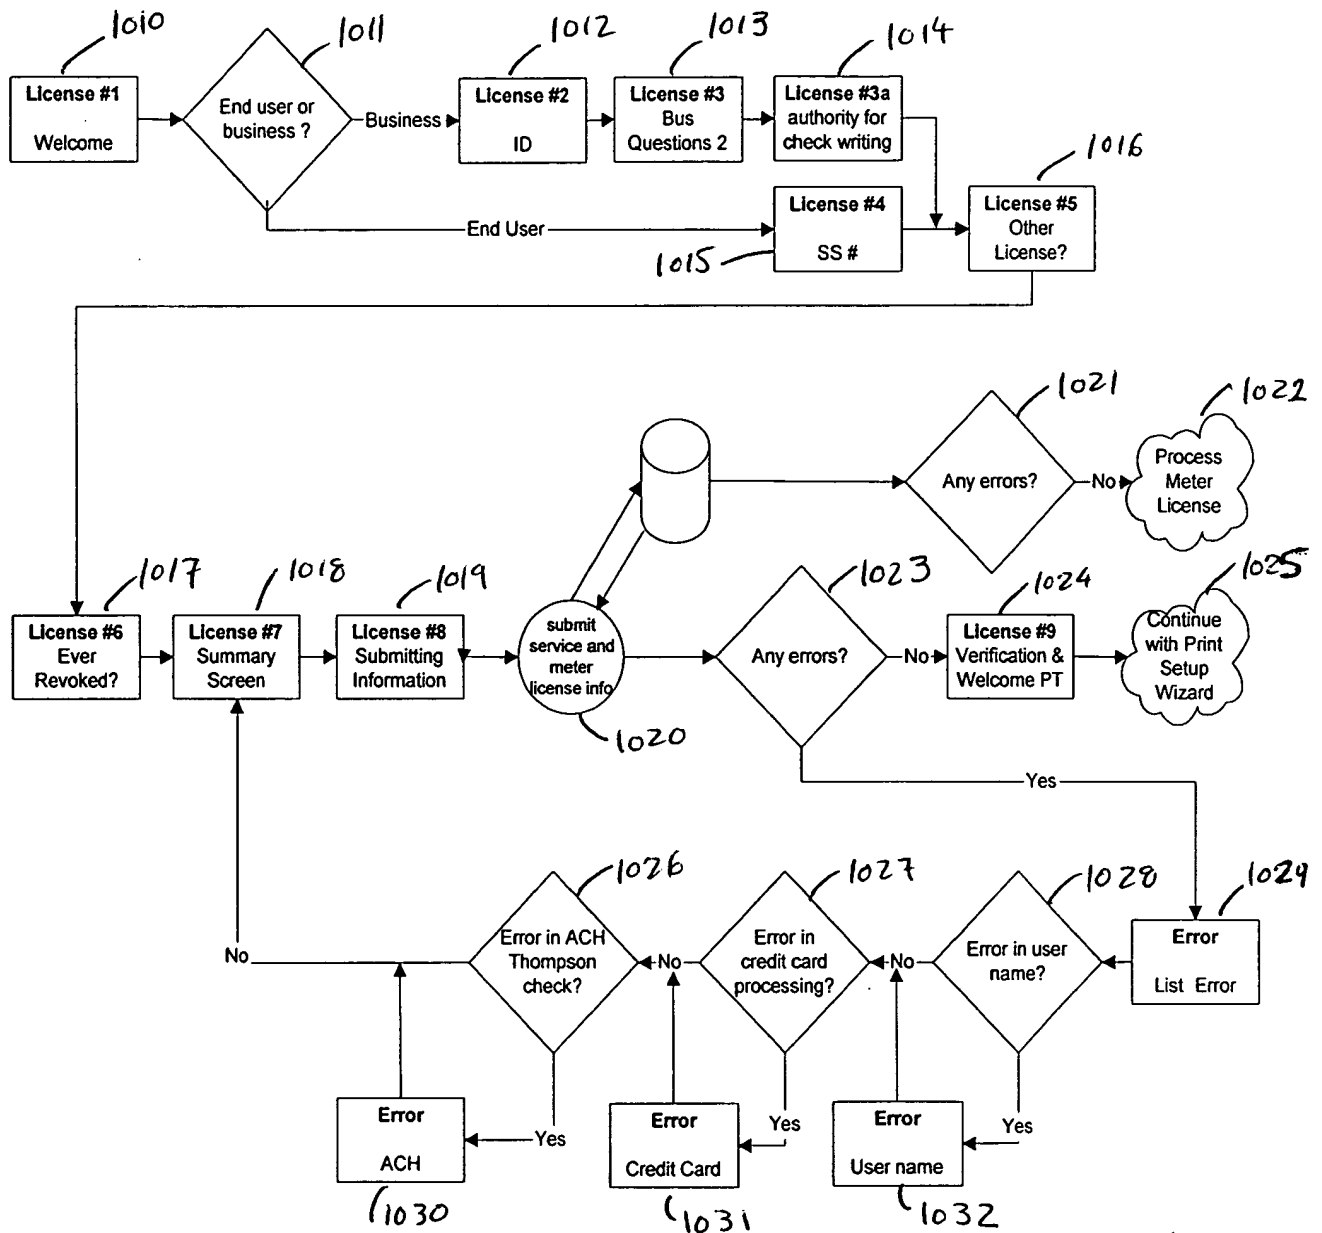 1010
1011
1012
1013
1014
License #1
Welcome
End user or
business ?
Business
License #2
ID
License #3
Bus
Questions 2
License #3a
authority for
check writing
1016
End User
License #4
SS #
1015
License #5
Other
License?
1021
1022
Any errors?
No
Process
Meter
License
1017
1018
1019
1023
1024
1025
License #6
Ever
Revoked?
License #7
Summary
Screen
License #8
Submitting
Information
submit
service and
meter
license info
1020
Any errors?
No
License #9
Verification &
Welcome PT
Continue
with Print
Setup
Wizard
Yes
1026
1027
1028
1029
No
Error in ACH
Thompson
check?
No
Error in
credit card
processing?
No
Error in user
name?
Error
List Error
Yes
Yes
Yes
Error
ACH
1030
Error
Credit Card
1031
Error
User name
1032